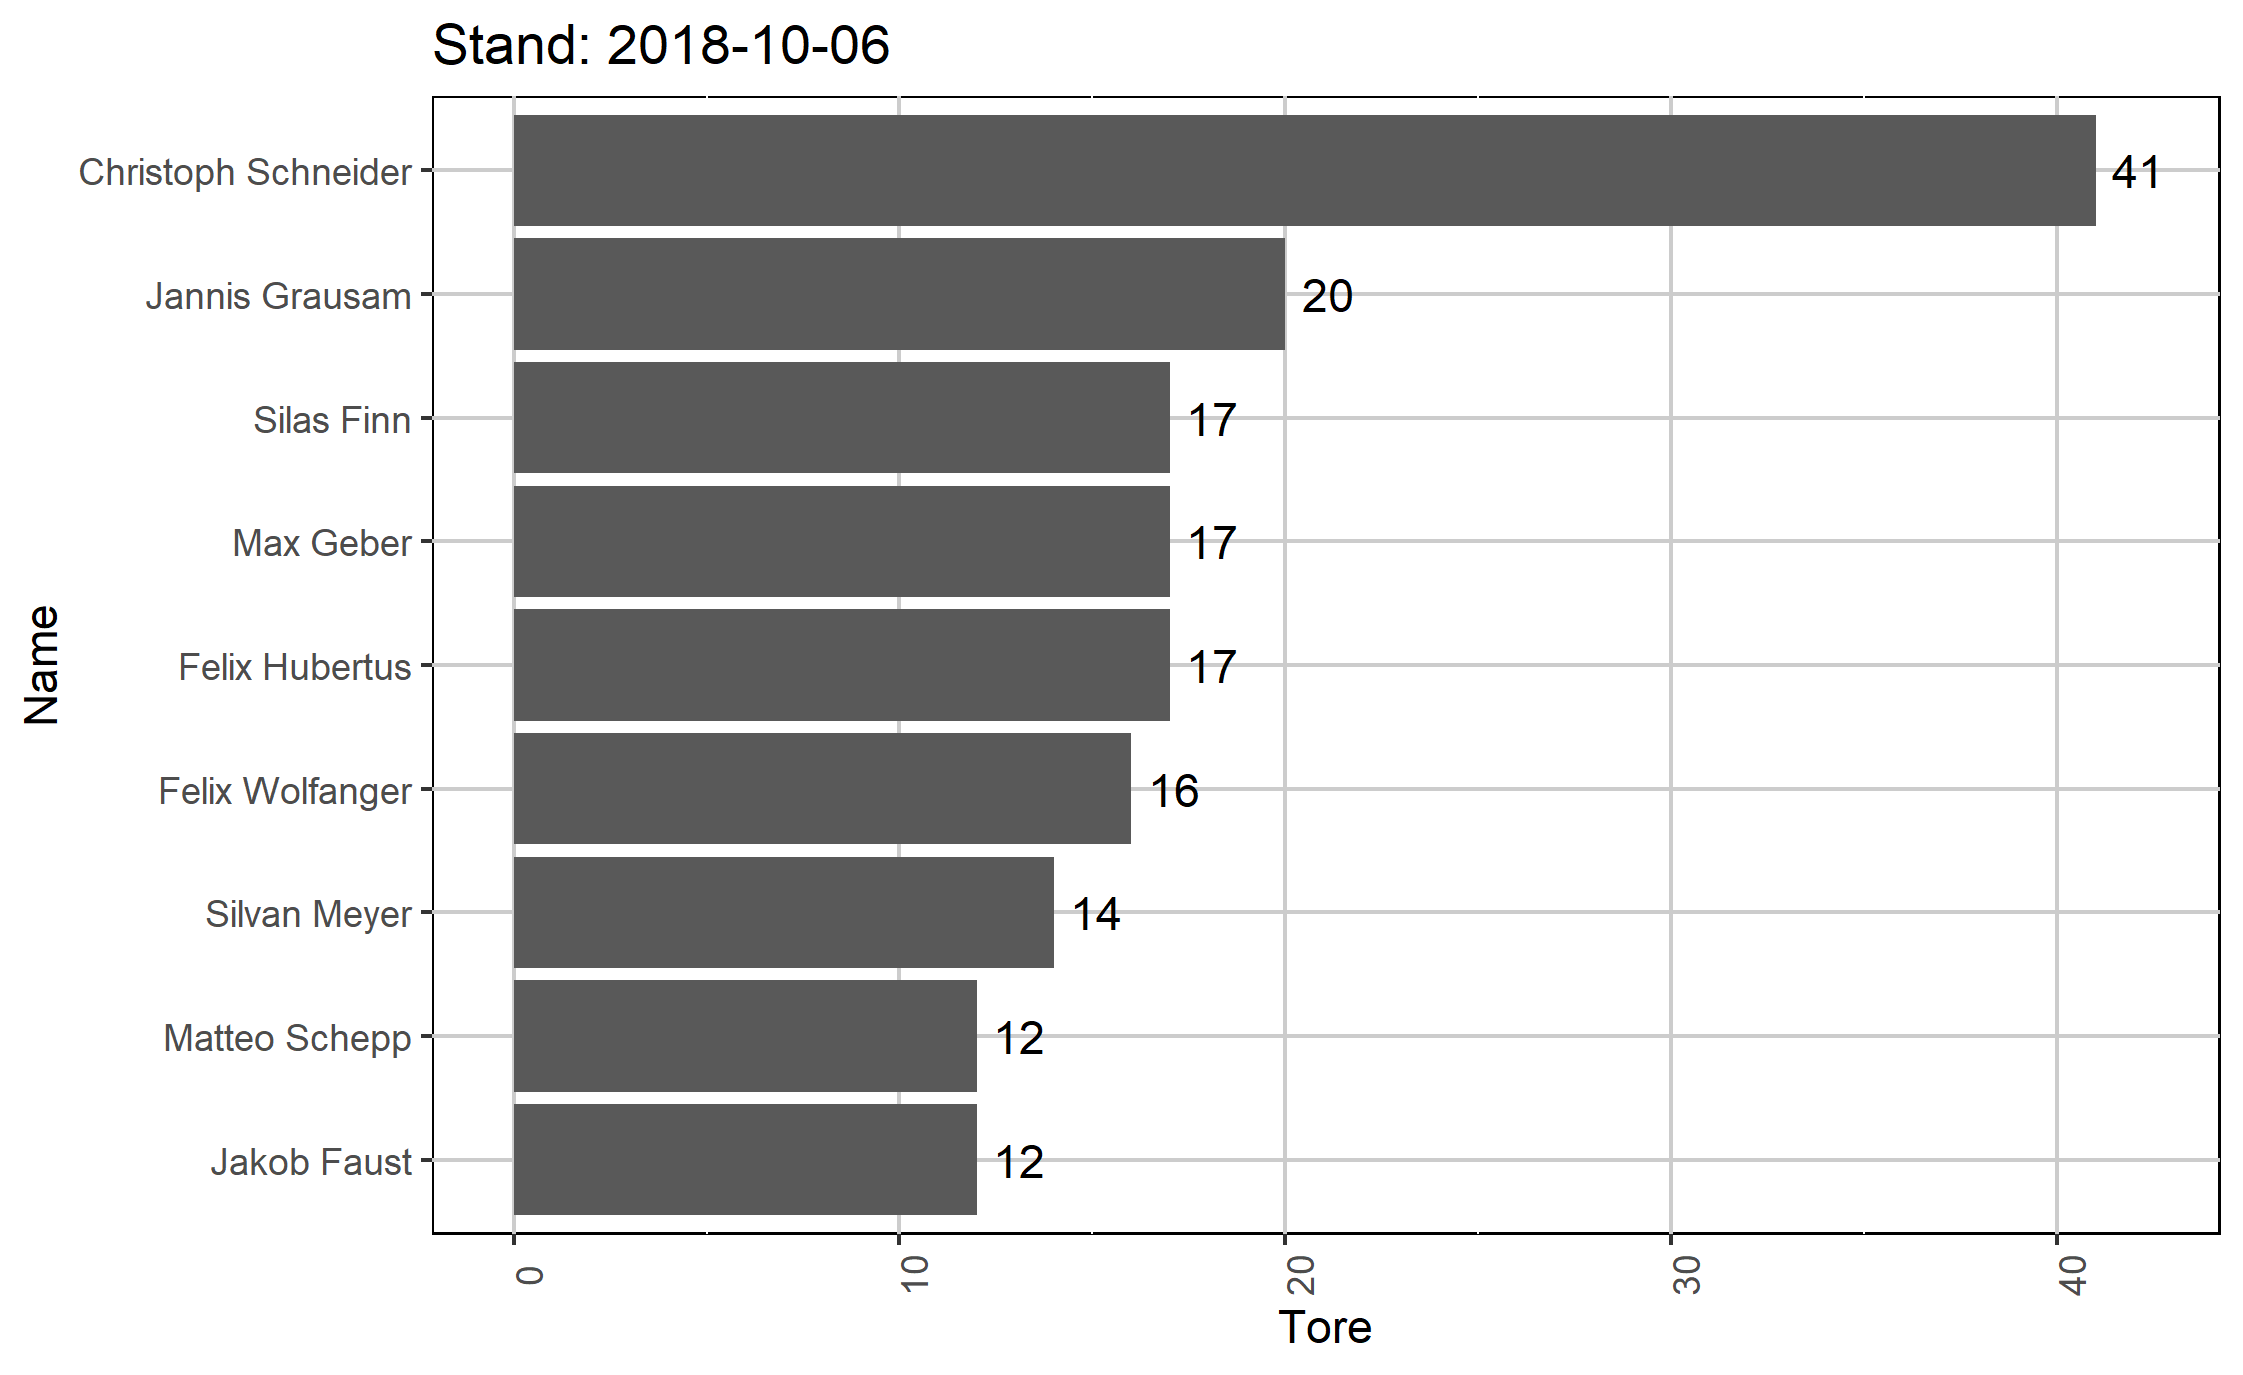 Stand: 2018-10-06
Name
Christoph Schneider 41
Jannis Grausam 20
Silas Finn 17
Max Geber 17
Felix Hubertus 17
Felix Wolfanger 16
Silvan Meyer 14
Matteo Schepp 12
Jakob Faust 12
0 10 20 30 40
Tore